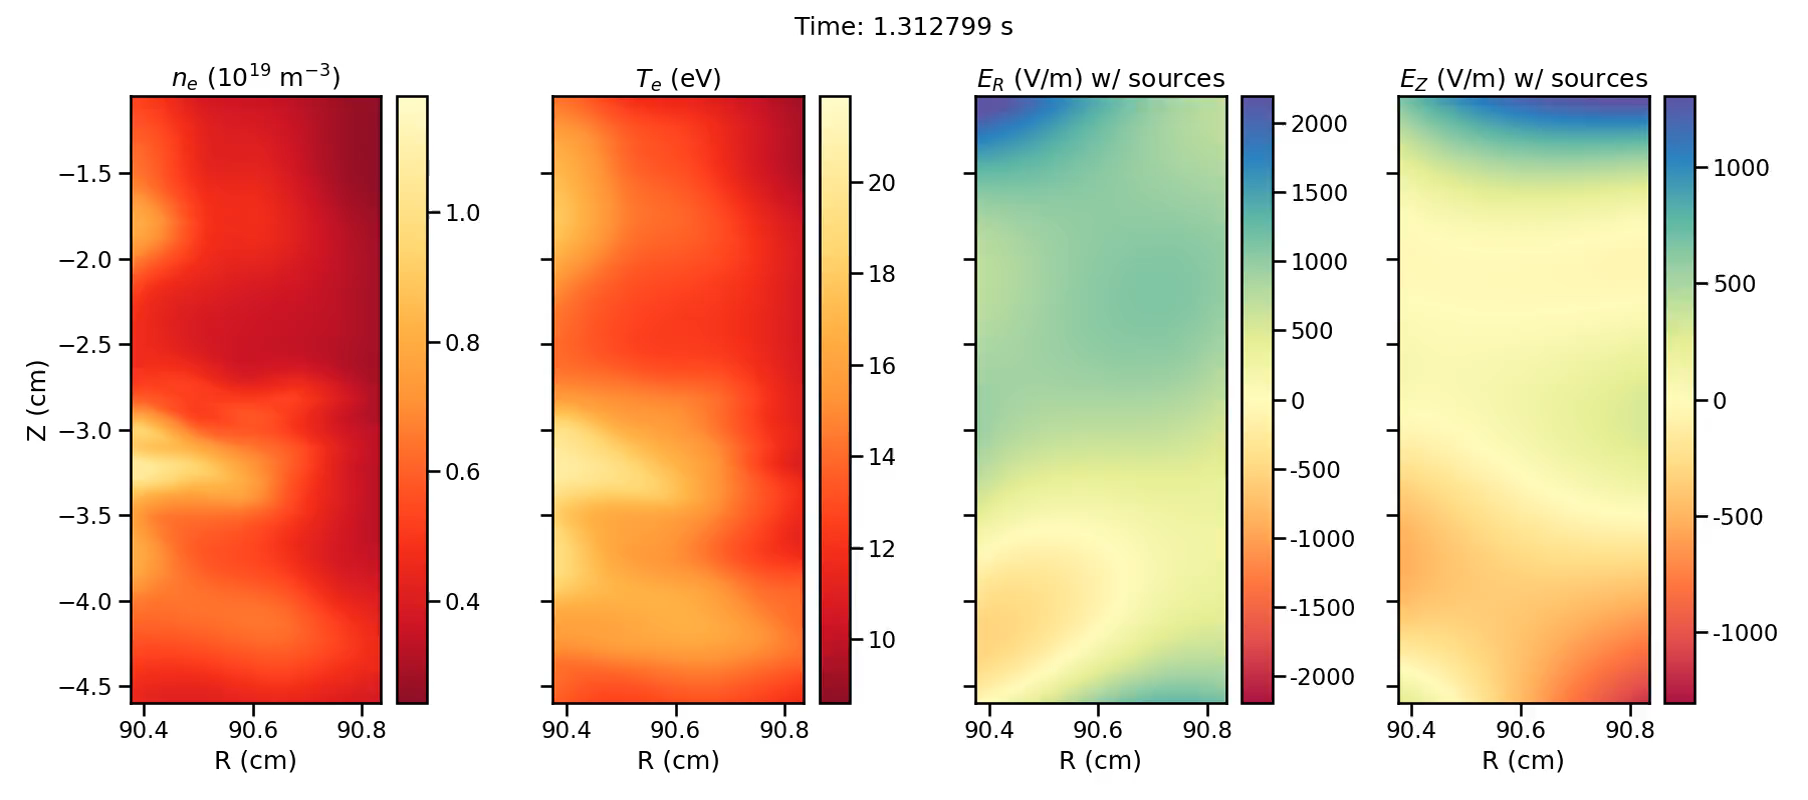 Time: 1.312799 s
n_e (10^19 m^−3)
T_e (eV)
E_R (V/m) w/ sources
E_Z (V/m) w/ sources
Z (cm)
−1.5
−2.0
−2.5
−3.0
−3.5
−4.0
−4.5
1.0
0.8
0.6
0.4
20
18
16
14
12
10
2000
1500
1000
500
0
-500
-1000
-1500
-2000
1000
500
0
-500
-1000
90.4 90.6 90.8
90.4 90.6 90.8
90.4 90.6 90.8
90.4 90.6 90.8
R (cm)
R (cm)
R (cm)
R (cm)